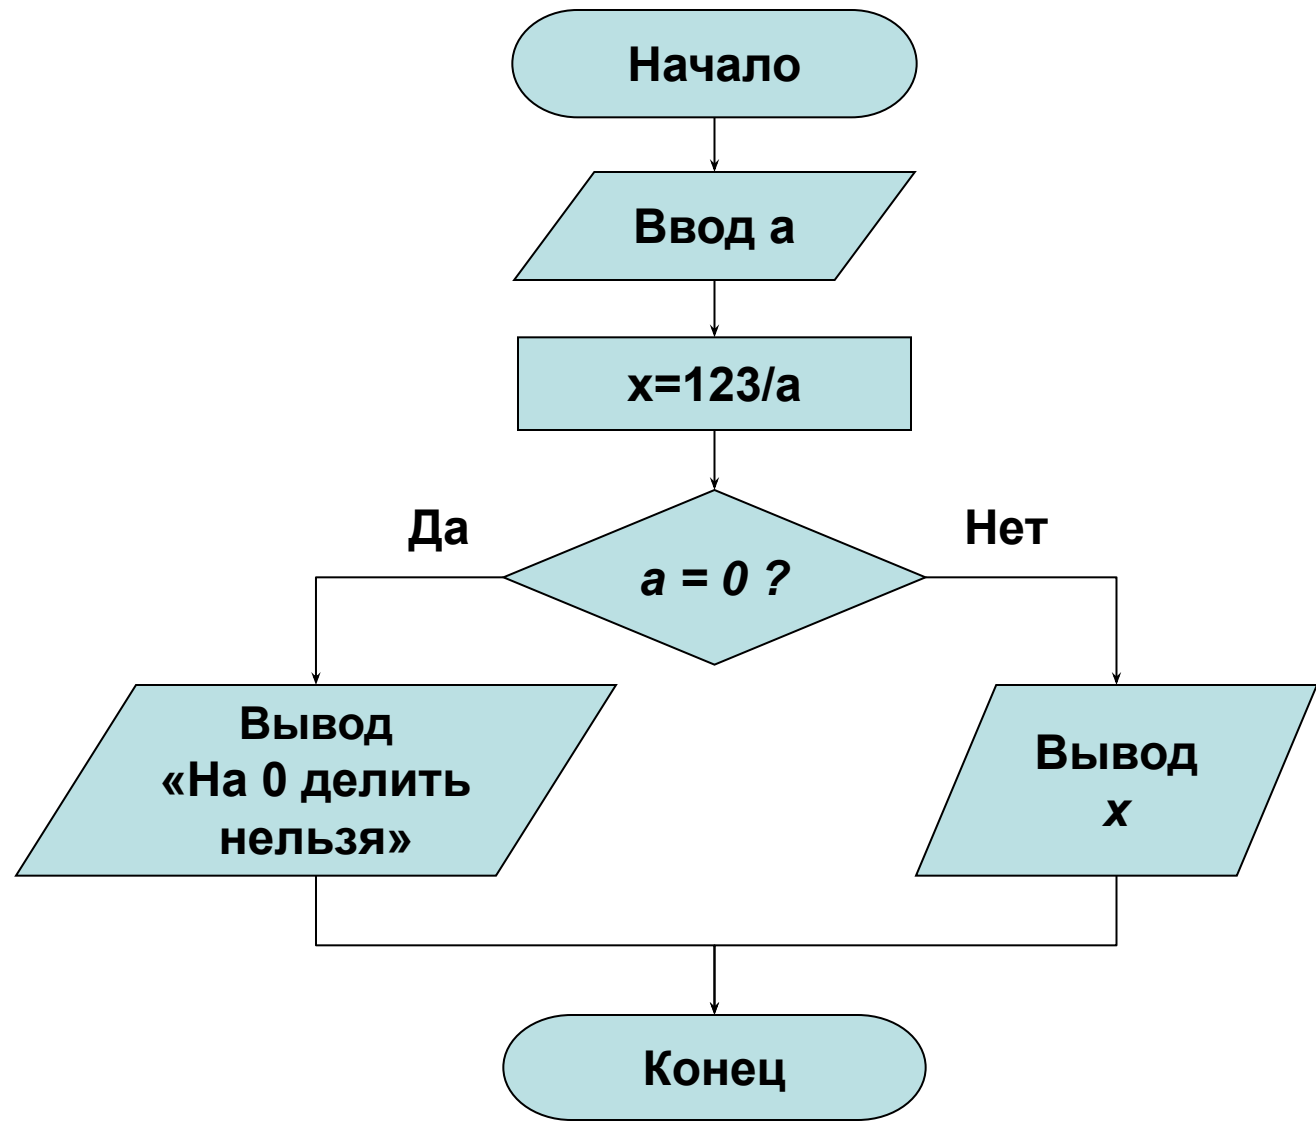 Начало
Ввод a
x=123/a
Да
Нет
a = 0 ?
Вывод
«На 0 делить
нельзя»
Вывод
x
Конец